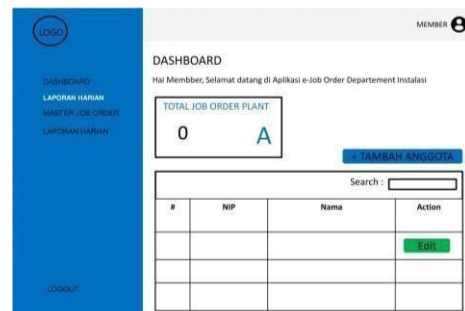 LOGO
MEMBER
DASHBOARD
LAPORAN HARIAN
MASTER JOB ORDER
LAPORAN HARIAN
LOGOUT
DASHBOARD
Hai Membber, Selamat datang di Aplikasi e-Job Order Departement Instalasi
TOTAL JOB ORDER PLANT
0 A
+ TAMBAH ANGGOTA
Search :
# NIP Nama Action
Edit